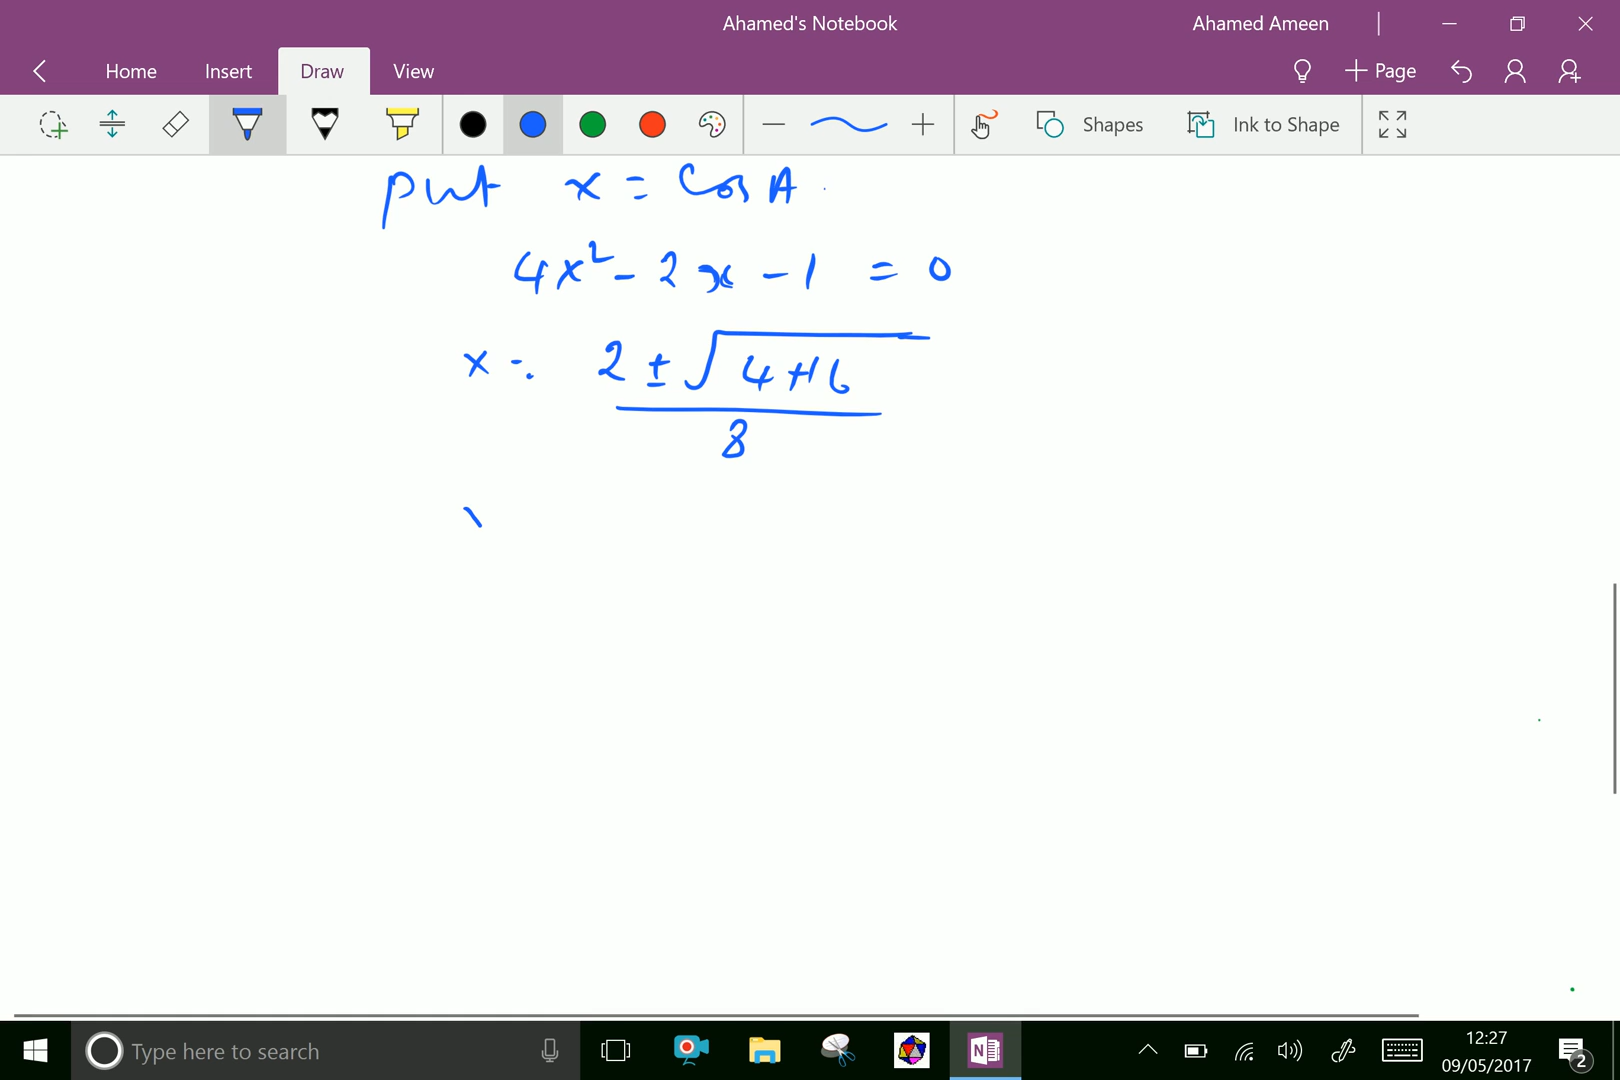 Ahamed's Notebook Ahamed Ameen
Home Insert Draw View Page
Shapes Ink to Shape
put x = Cos A
4x² - 2x - 1 = 0
x = 2 ± √4+16
8
Type here to search
12:27
09/05/2017
2